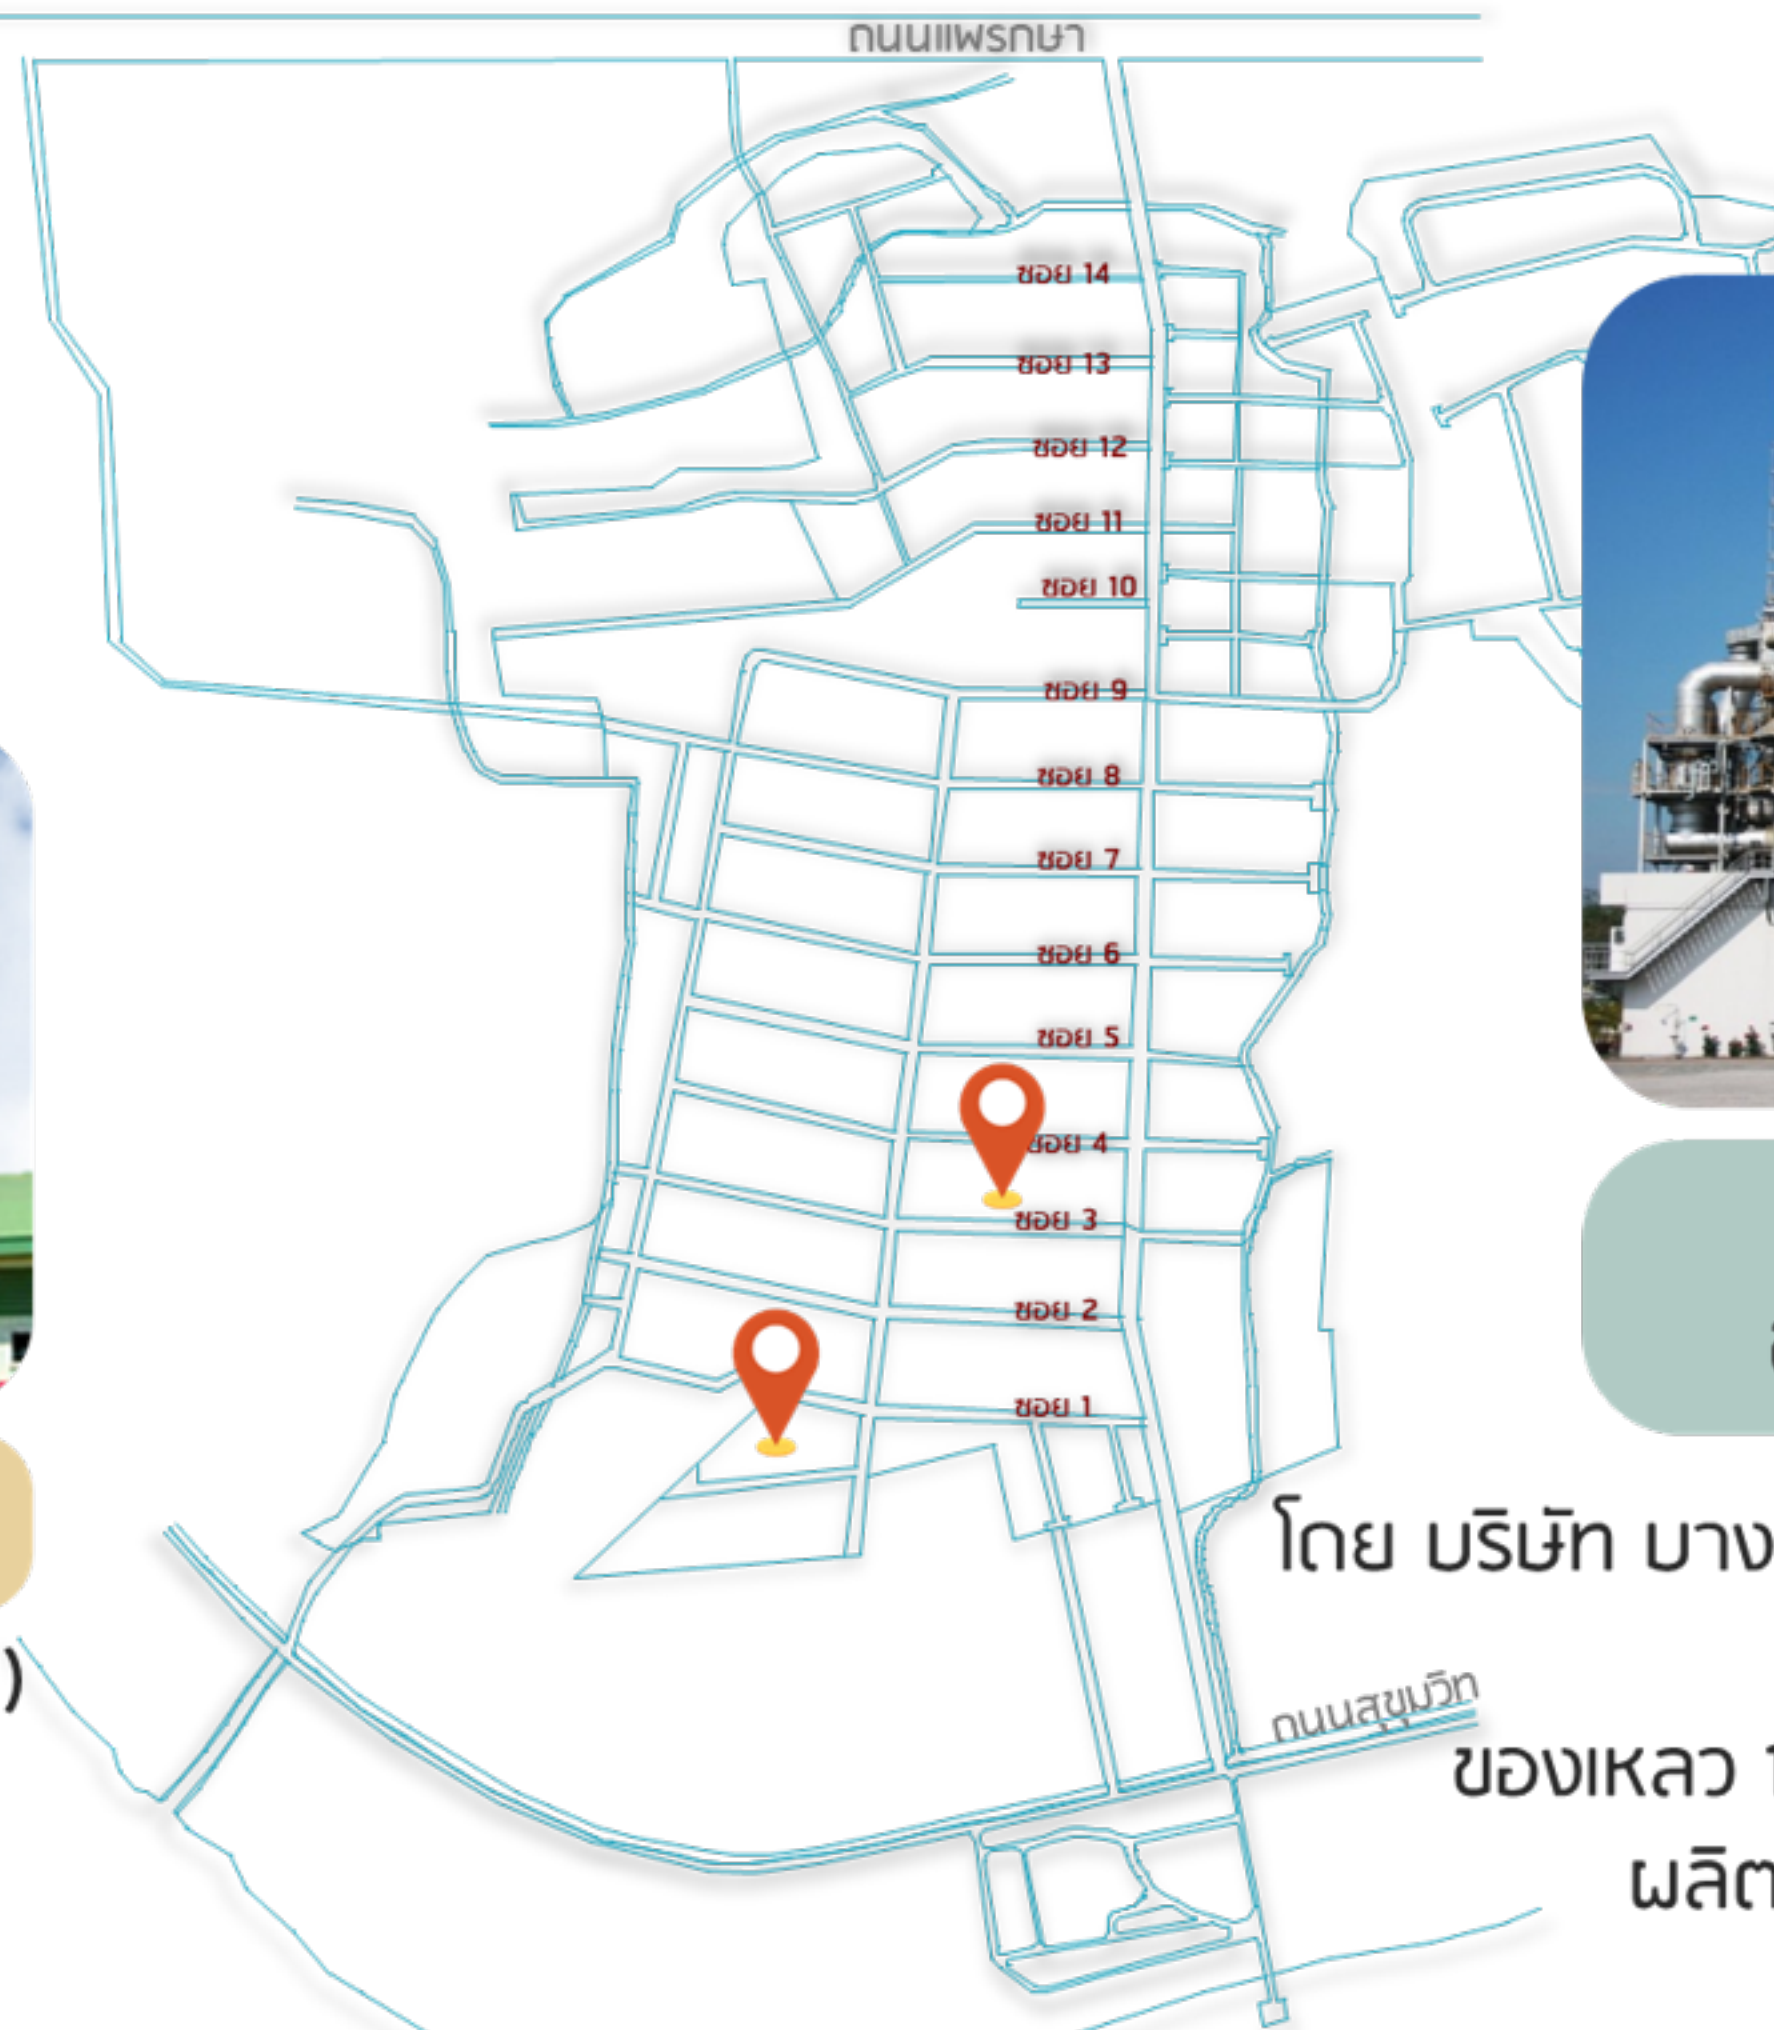 ถนนแพรกษา
ซอย 14
ซอย 13
ซอย 12
ซอย 11
ซอย 10
ซอย 9
ซอย 8
ซอย 7
ซอย 6
ซอย 5
ซอย 4
ซอย 3
ซอย 2
ซอย 1
โดย บริษัท บาง
)
ถนนสุขุมวิท
ของเหลว
ผลิต